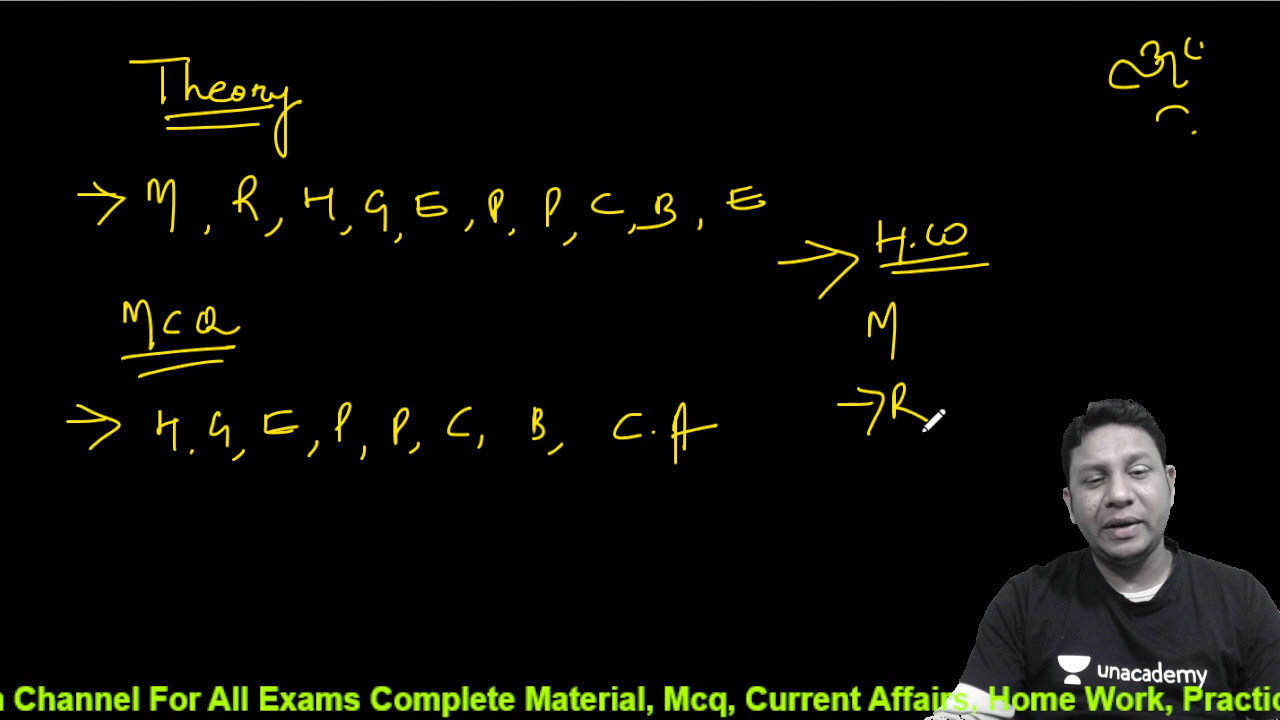 Theory
→ M, R, H, G, E, P, P, C, B, E
→ H.W
M
MCQ
→ R
→ H, G, E, P, P, C, B, C.A
unacademy
n Channel For All Exams Complete Material, Mcq, Current Affairs, Home Work, Practic